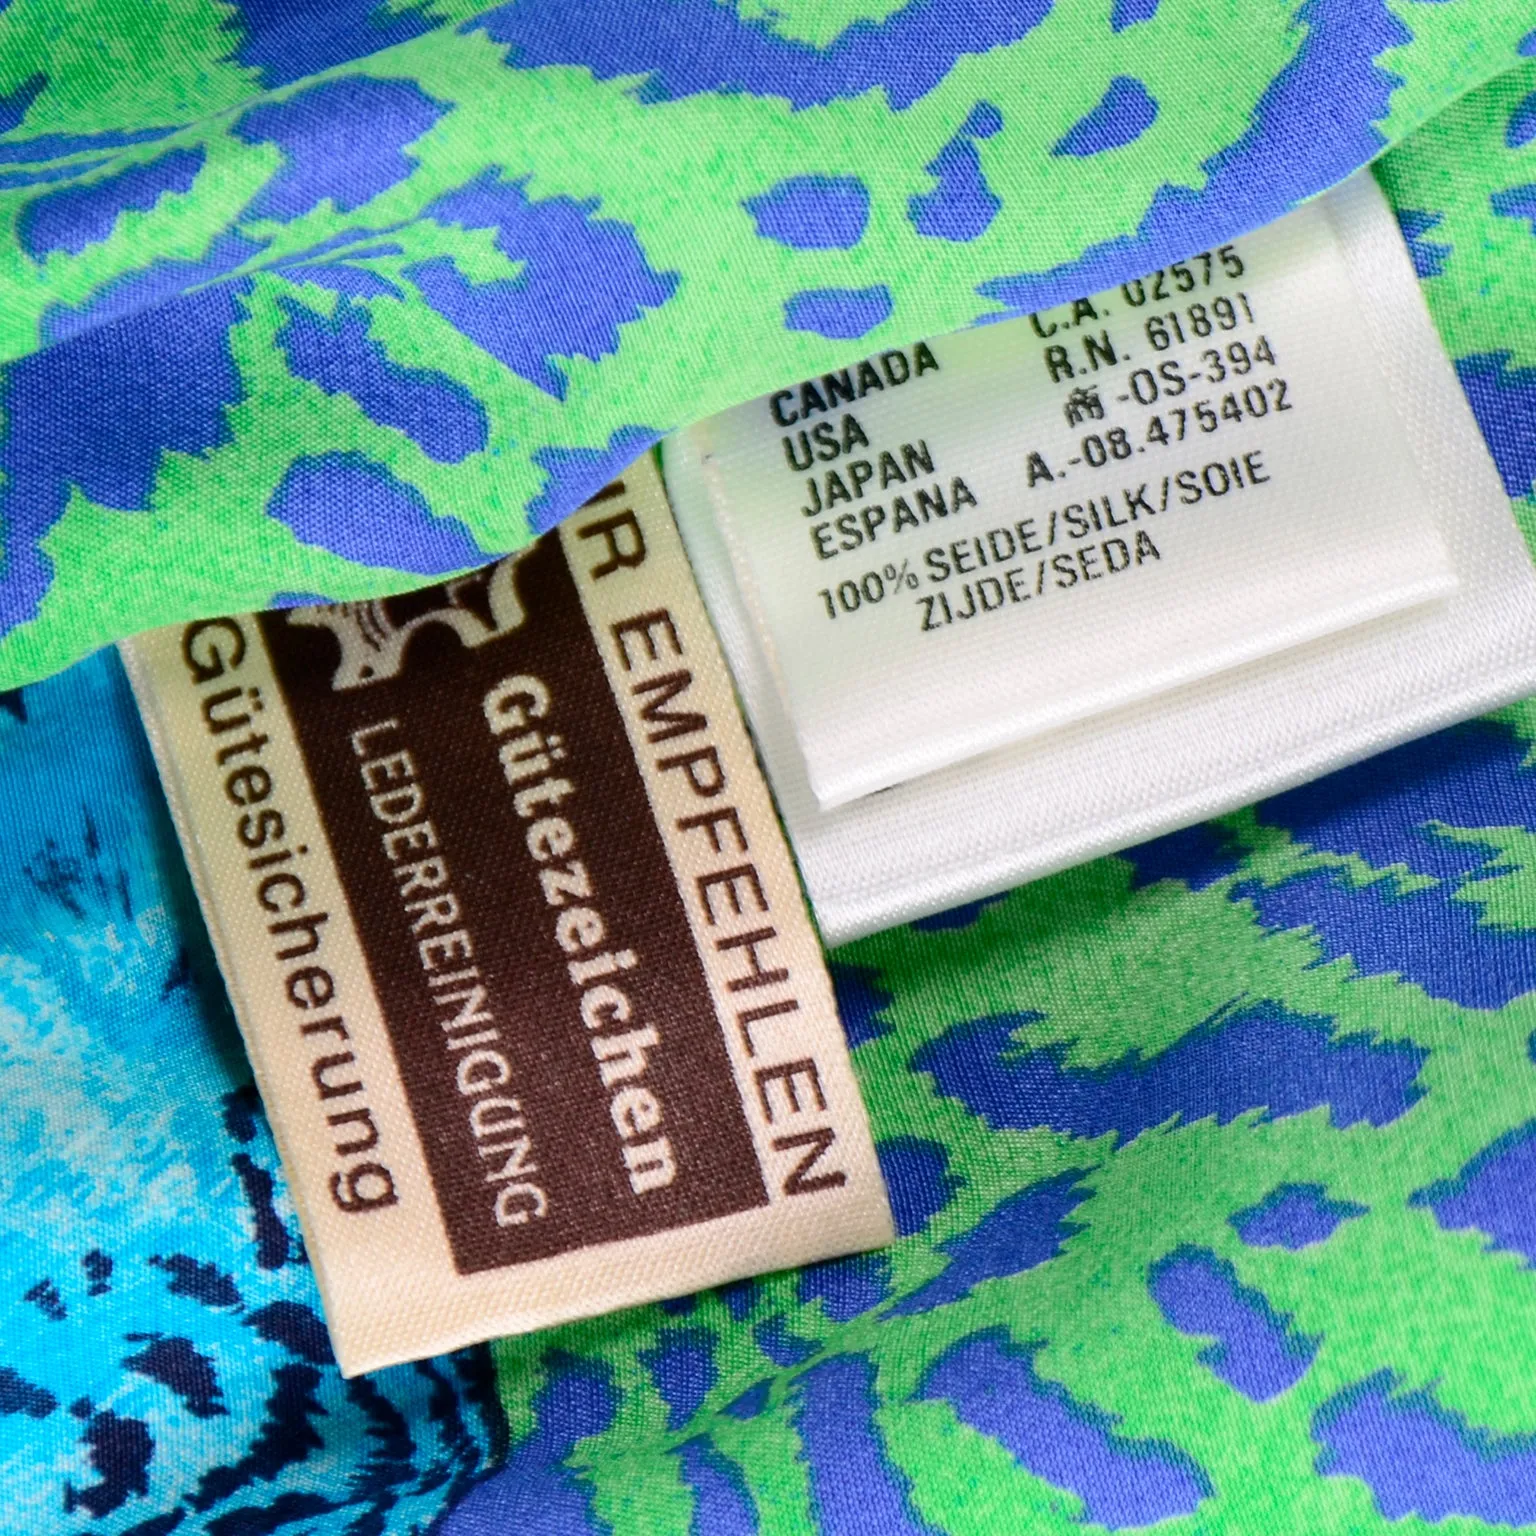 C.A. 02575
CANADA R.N. 61891
USA 商-OS-394
JAPAN A.-08.475402
ESPANA
100% SEIDE/SILK/SOIE
ZIJDE/SEDA
EMPFEHLEN
Gütezeichen
LEDERREINIGUNG
Gütesicherung